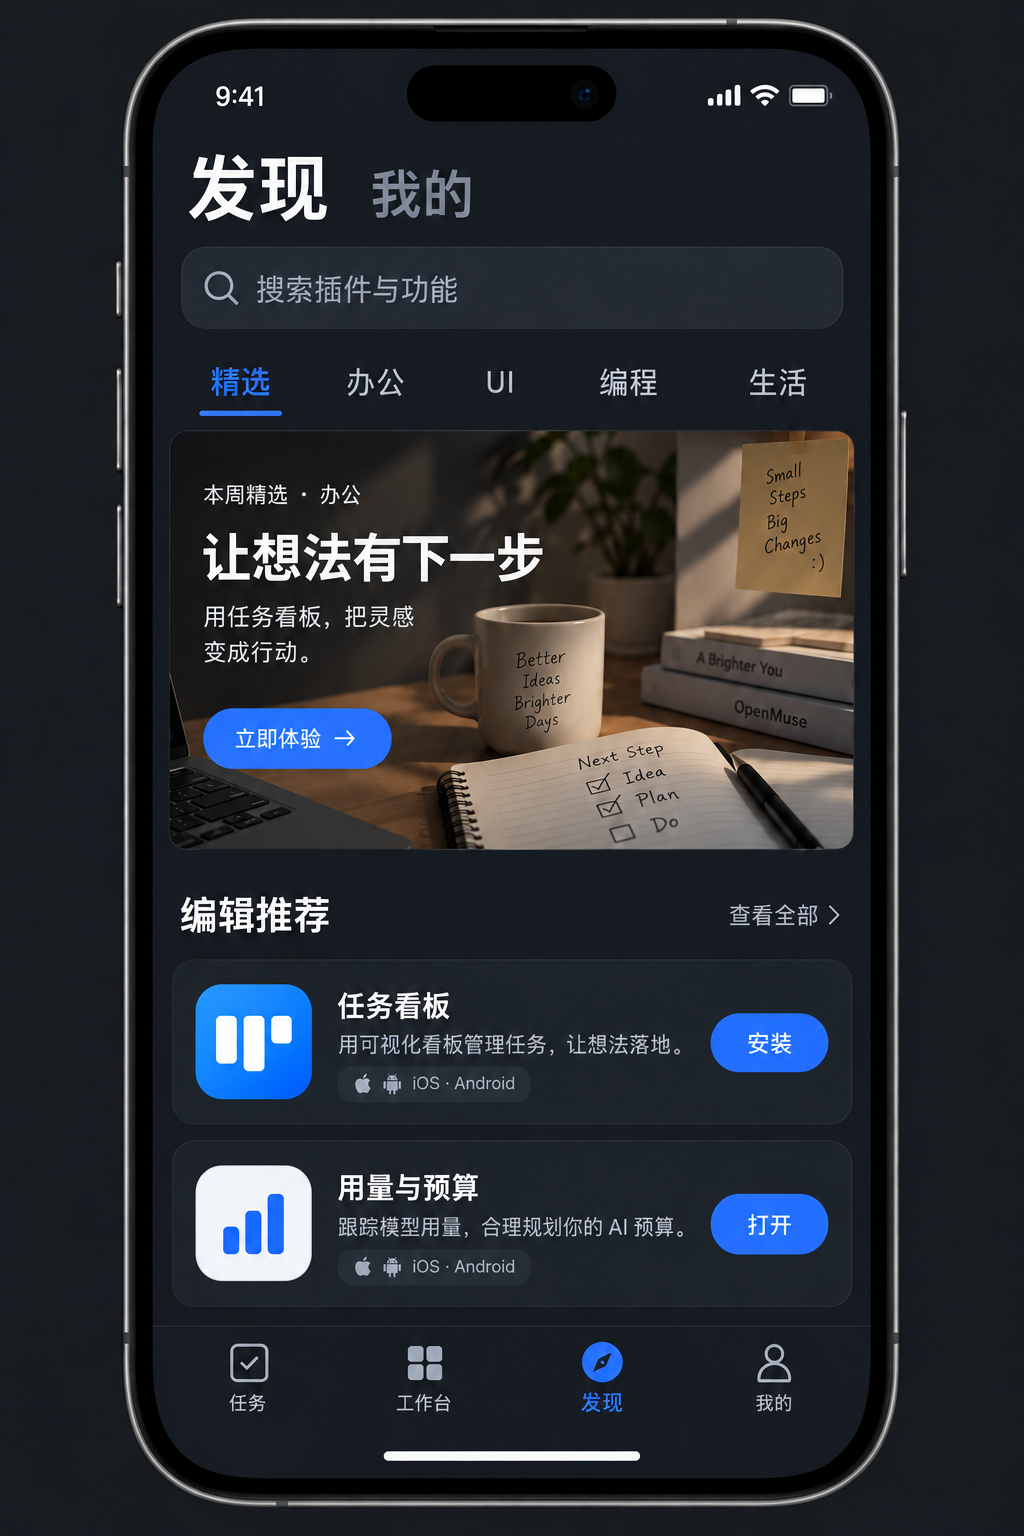 9:41
发现 我的
搜索插件与功能
精选 办公 UI 编程 生活
本周精选 · 办公
让想法有下一步
用任务看板，把灵感
变成行动。
立即体验 →
Small
Steps
Big
Changes
:)
Better
Ideas
Brighter
Days
A Brighter You
OpenMuse
Next Step
Idea
Plan
Do
编辑推荐 查看全部
任务看板
用可视化看板管理任务，让想法落地。
iOS · Android
安装
用量与预算
跟踪模型用量，合理规划你的 AI 预算。
iOS · Android
打开
任务 工作台 发现 我的